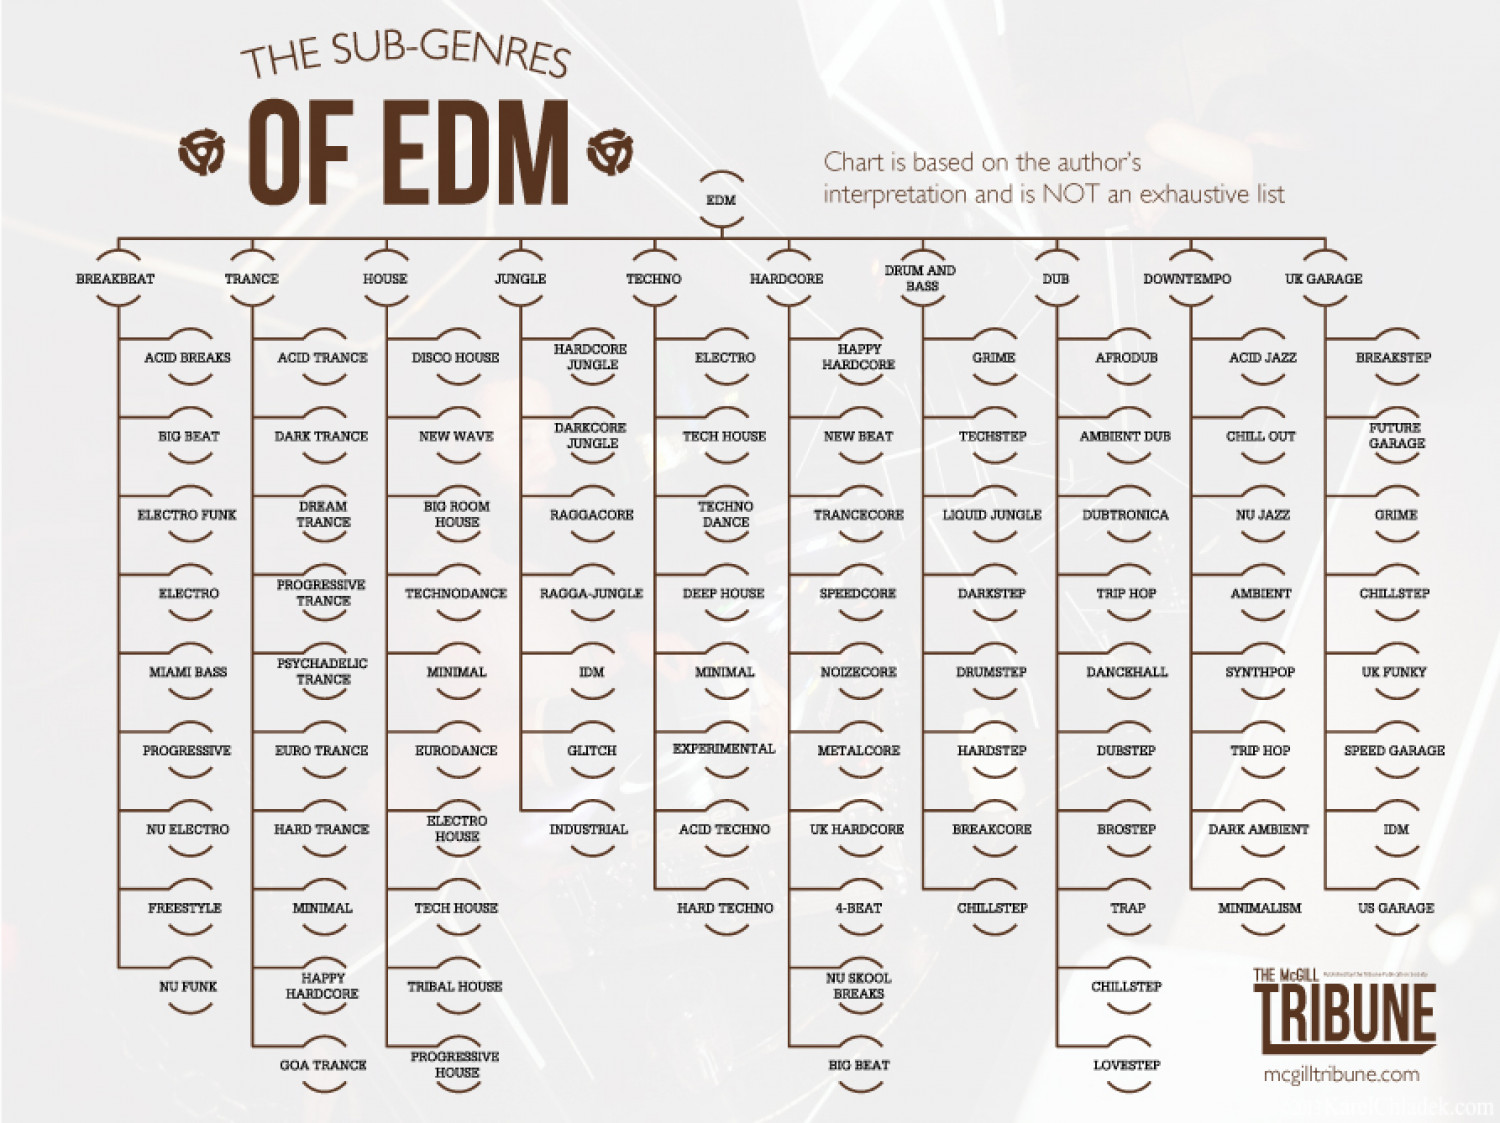 THE SUB-GENRES
OF EDM
Chart is based on the author's
interpretation and is NOT an exhaustive list
EDM
BREAKBEAT
TRANCE
HOUSE
JUNGLE
TECHNO
HARDCORE
DRUM AND
BASS
DUB
DOWNTEMPO
UK GARAGE
ACID BREAKS
BIG BEAT
ELECTRO FUNK
ELECTRO
MIAMI BASS
PROGRESSIVE
NU ELECTRO
FREESTYLE
NU FUNK
ACID TRANCE
DARK TRANCE
DREAM
TRANCE
PROGRESSIVE
TRANCE
PSYCHADELIC
TRANCE
EURO TRANCE
HARD TRANCE
MINIMAL
HAPPY
HARDCORE
GOA TRANCE
DISCO HOUSE
NEW WAVE
BIG ROOM
HOUSE
TECHNODANCE
MINIMAL
EURODANCE
ELECTRO
HOUSE
TECH HOUSE
TRIBAL HOUSE
PROGRESSIVE
HOUSE
HARDCORE
JUNGLE
DARKCORE
JUNGLE
RAGGACORE
RAGGA-JUNGLE
IDM
GLITCH
INDUSTRIAL
ELECTRO
TECH HOUSE
TECHNO
DANCE
DEEP HOUSE
MINIMAL
EXPERIMENTAL
ACID TECHNO
HARD TECHNO
HAPPY
HARDCORE
NEW BEAT
TRANCECORE
SPEEDCORE
NOIZECORE
METALCORE
UK HARDCORE
4-BEAT
NU SKOOL
BREAKS
BIG BEAT
GRIME
TECHSTEP
LIQUID JUNGLE
DARKSTEP
DRUMSTEP
HARDSTEP
BREAKCORE
CHILLSTEP
AFRODUB
AMBIENT DUB
DUBTRONICA
TRIP HOP
DANCEHALL
DUBSTEP
BROSTEP
TRAP
CHILLSTEP
LOVESTEP
ACID JAZZ
CHILL OUT
NU JAZZ
AMBIENT
SYNTHPOP
TRIP HOP
DARK AMBIENT
MINIMALISM
BREAKSTEP
FUTURE
GARAGE
GRIME
CHILLSTEP
UK FUNKY
SPEED GARAGE
IDM
US GARAGE
THE McGILL
TRIBUNE
mcgilltribune.com